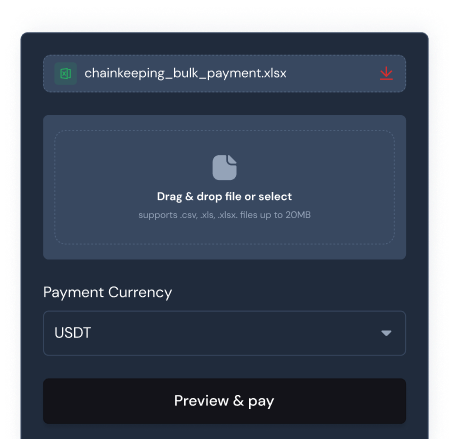 chainkeeping_bulk_payment.xlsx
Drag & drop file or select
supports .csv, .xls, .xlsx. files up to 20MB
Payment Currency
USDT
Preview & pay